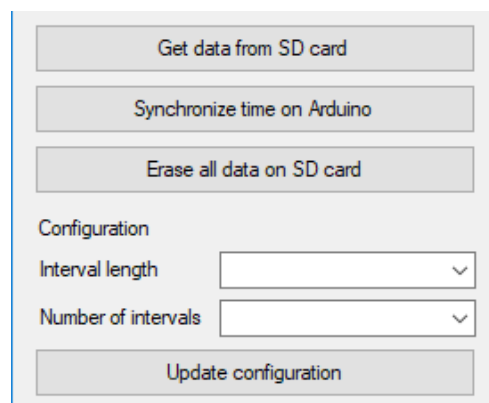 Get data from SD card
Synchronize time on Arduino
Erase all data on SD card
Configuration
Interval length
Number of intervals
Update configuration